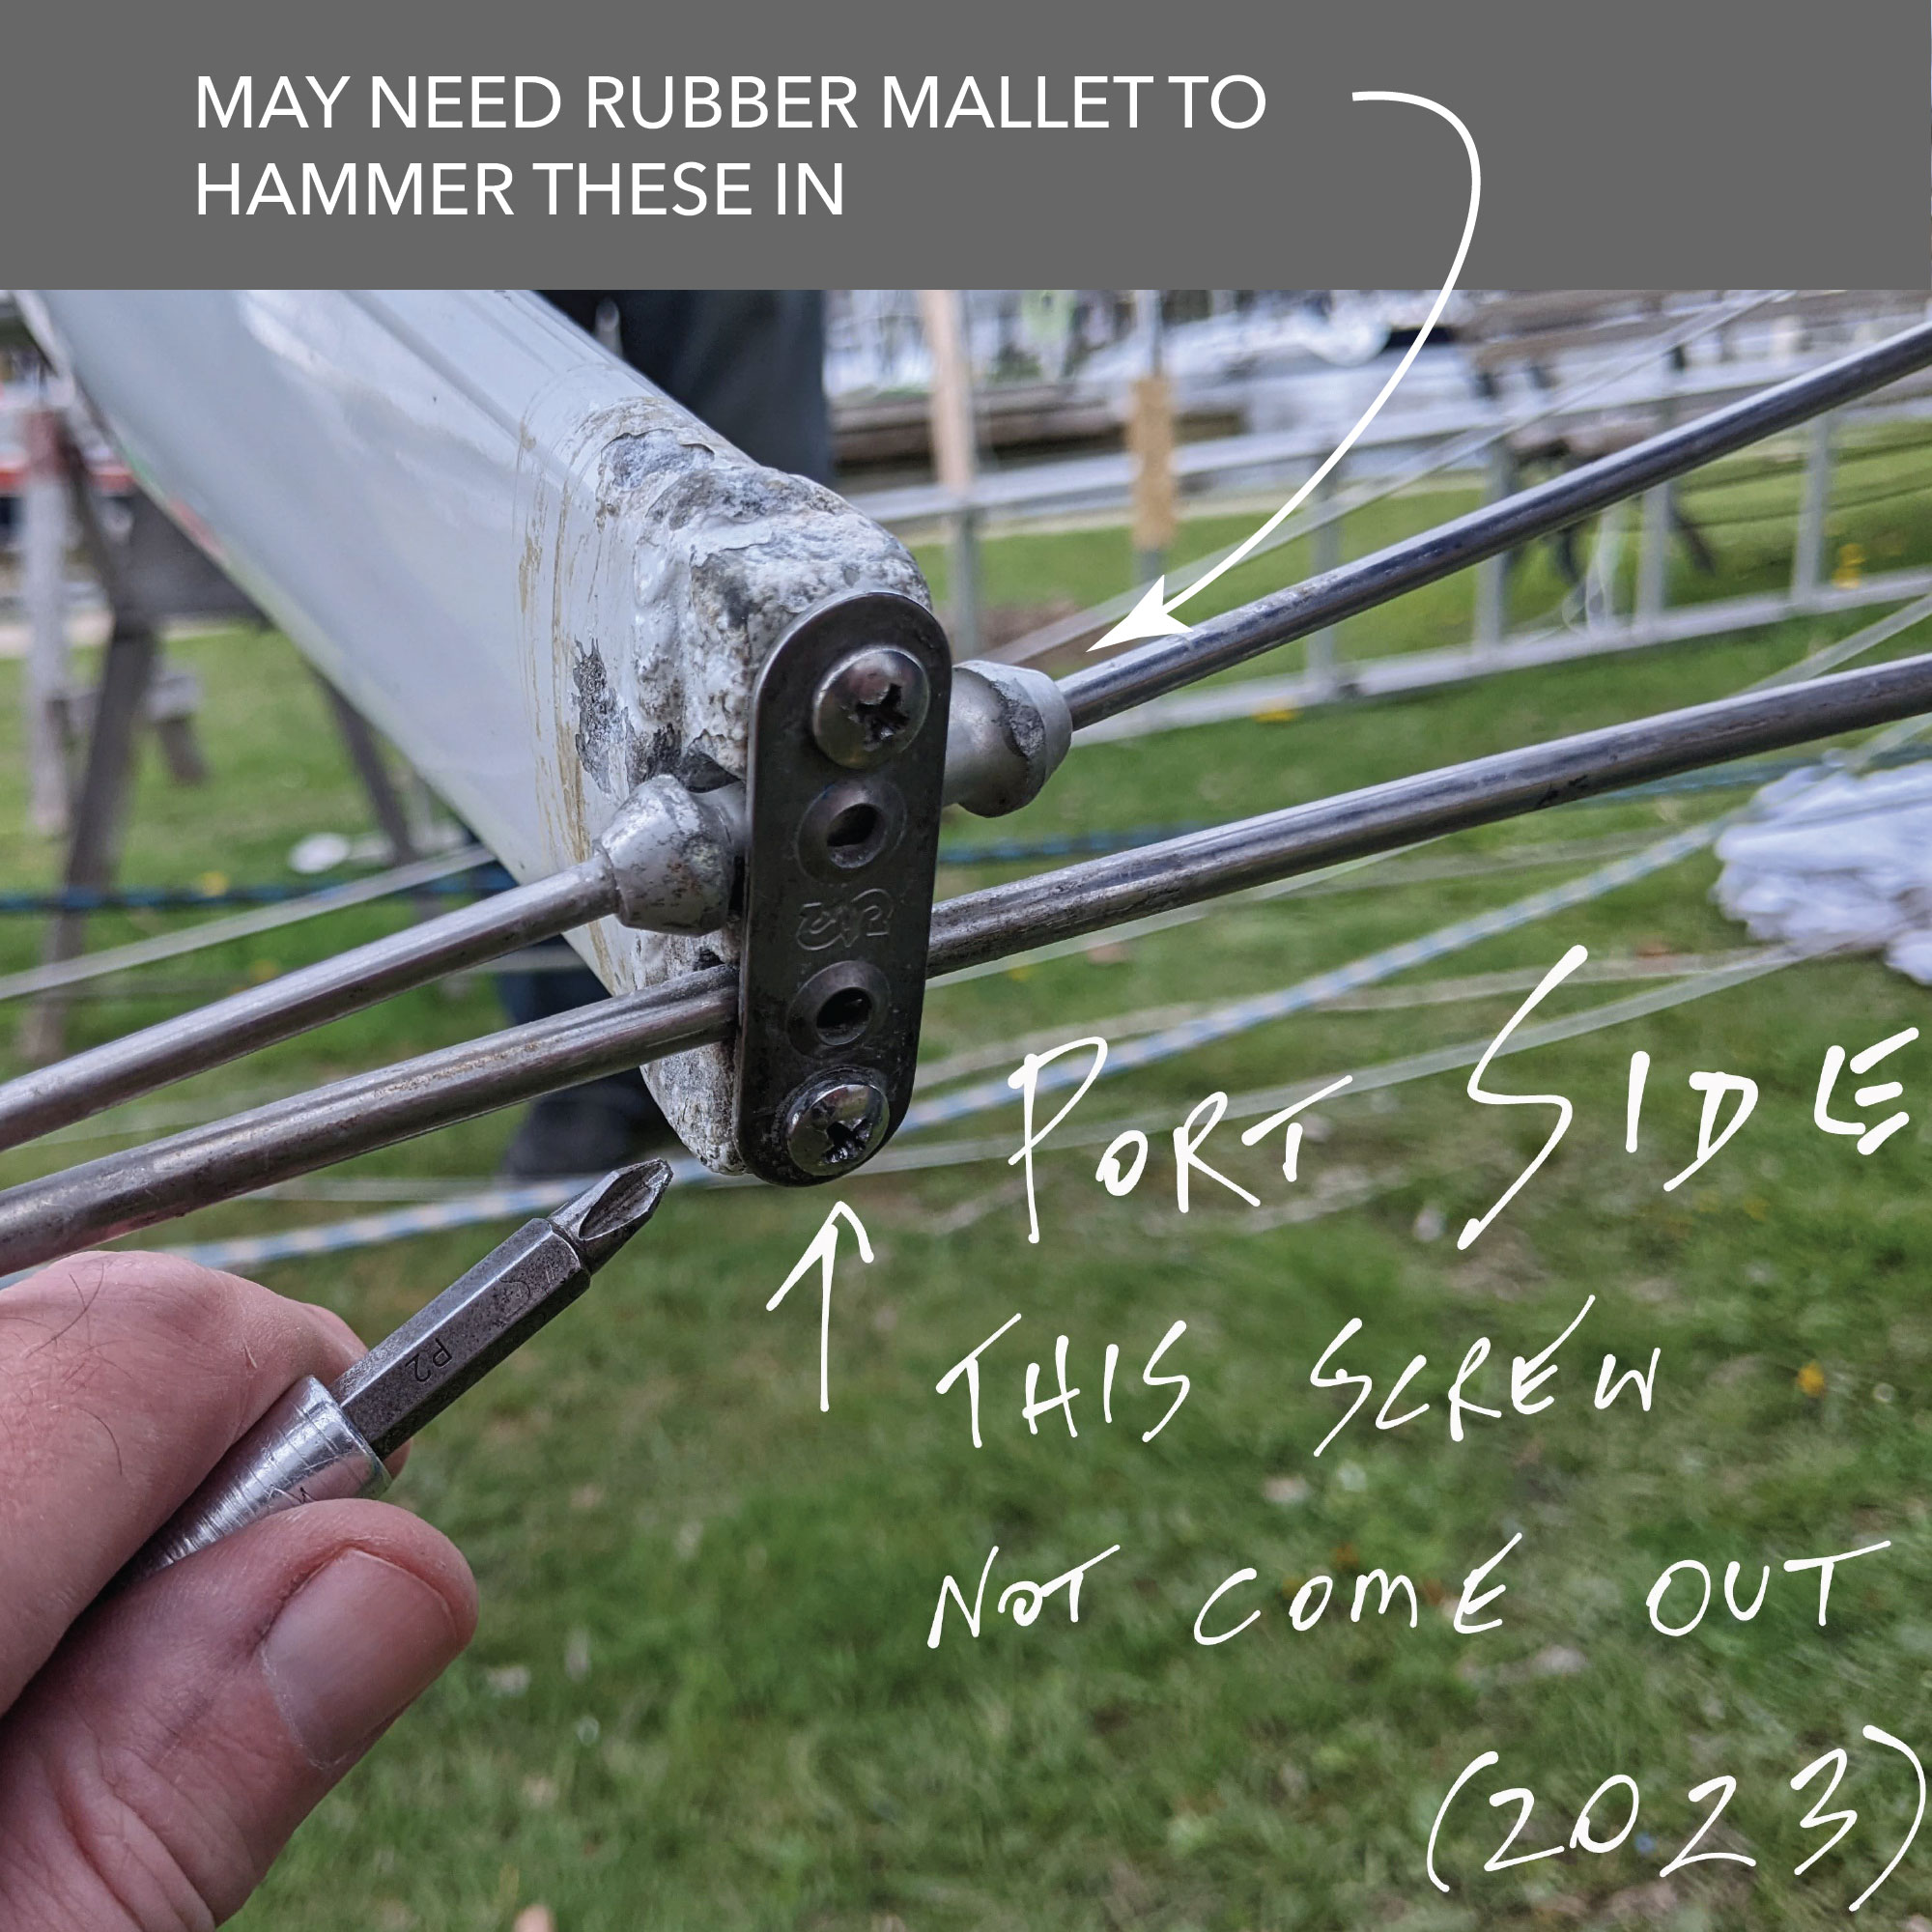 MAY NEED RUBBER MALLET TO
HAMMER THESE IN
PORT SIDE
THIS SCREW
NOT COME OUT
(2023)
P2